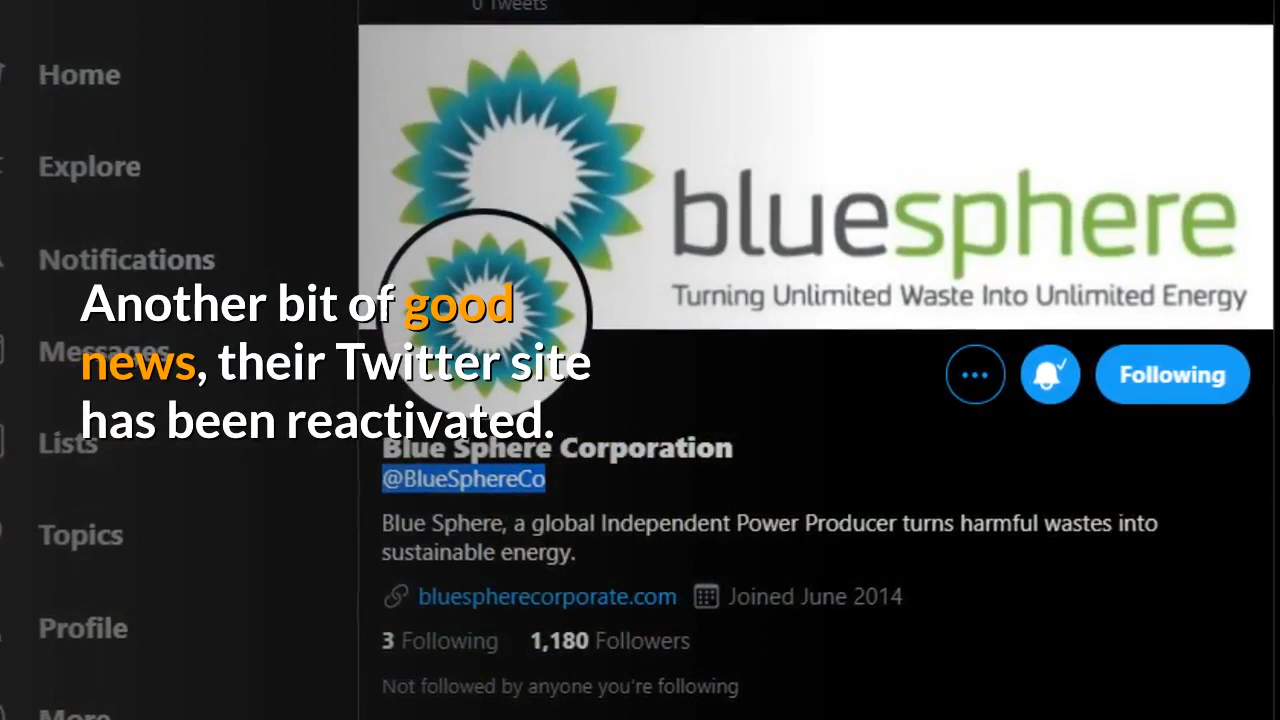 0 Tweets
Home
Explore
Notifications
Messages
Lists
Topics
Profile
More
bluesphere
Turning Unlimited Waste Into Unlimited Energy
Another bit of good
news, their Twitter site
has been reactivated.
Following
Blue Sphere Corporation
@BlueSphereCo
Blue Sphere, a global Independent Power Producer turns harmful wastes into
sustainable energy.
bluespherecorporate.com Joined June 2014
3 Following 1,180 Followers
Not followed by anyone you're following